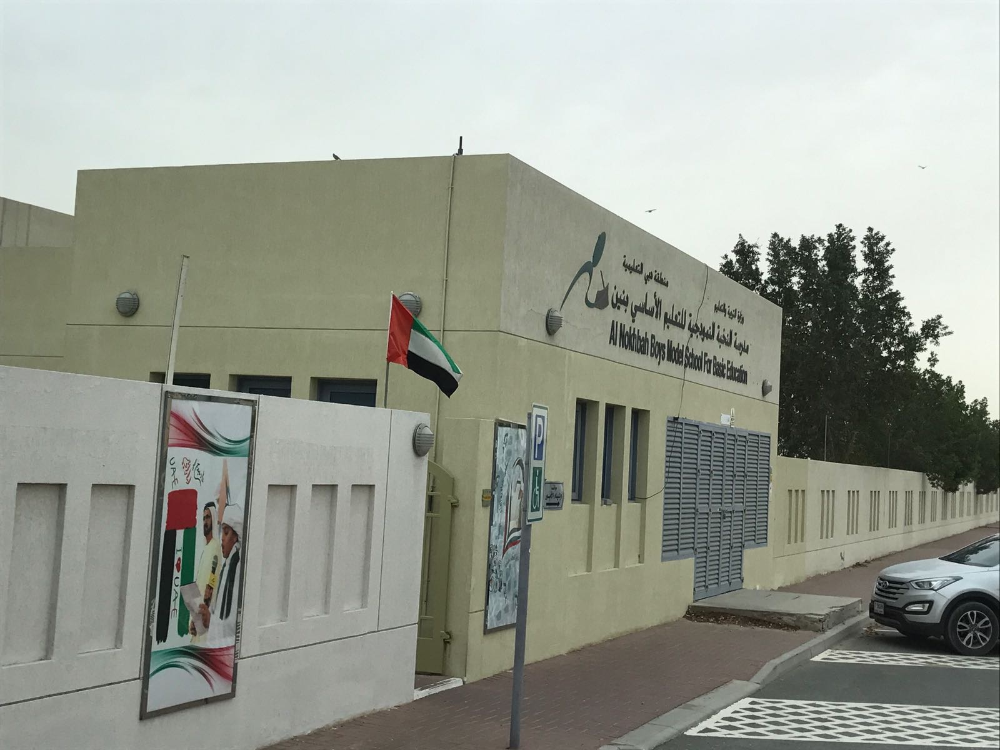 وزارة التربية والتعليم
منطقة دبي التعليمية
مدرسة النخبة النموذجية للتعليم الأساسي بنين
Al Nokhbah Boys Model School For Basic Education
P
UAE
I UAE